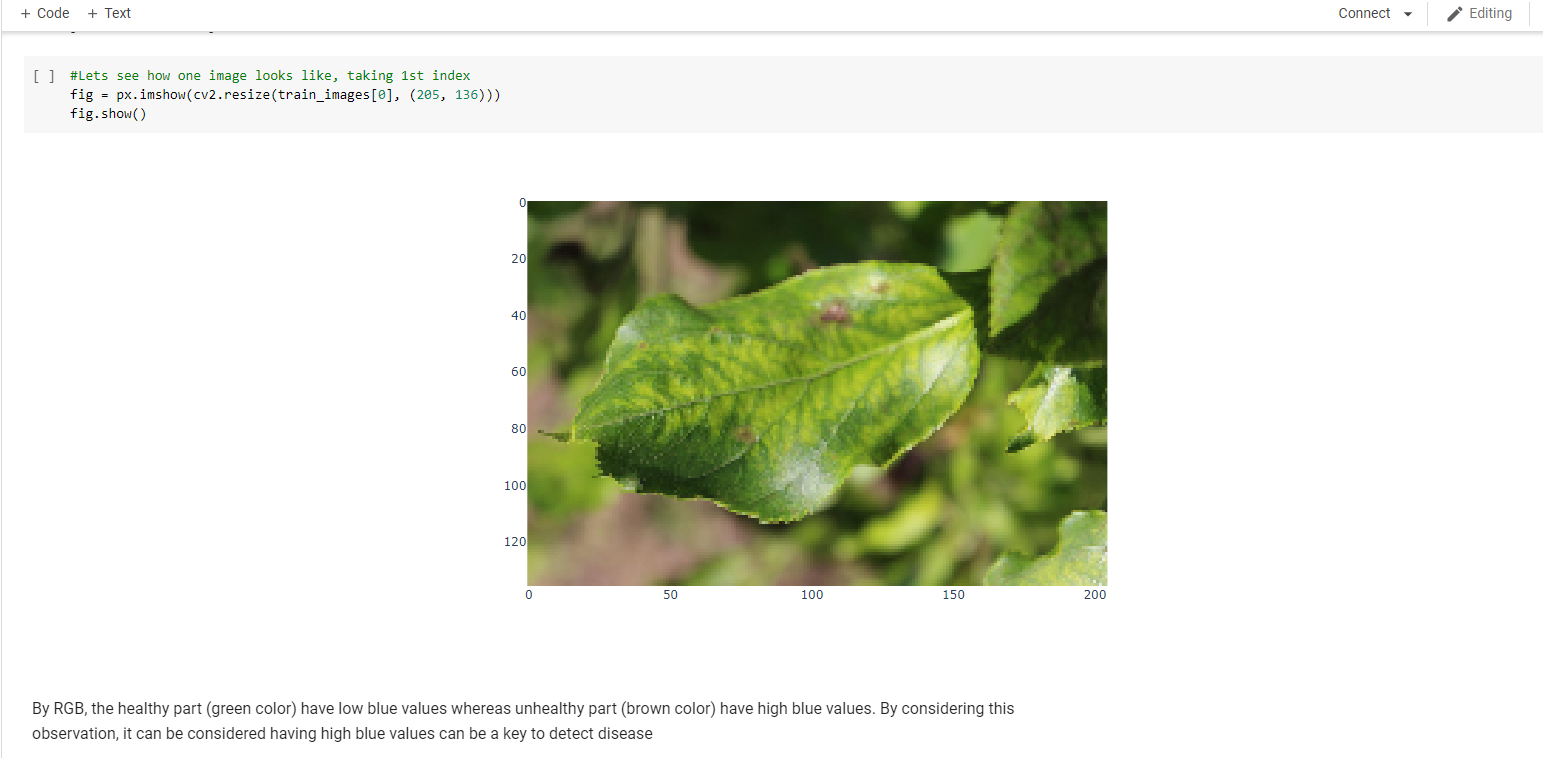 + Code + Text Connect Editing
[ ] #Lets see how one image looks like, taking 1st index
fig = px.imshow(cv2.resize(train_images[0], (205, 136)))
fig.show()
0
20
40
60
80
100
120
0 50 100 150 200
By RGB, the healthy part (green color) have low blue values whereas unhealthy part (brown color) have high blue values. By considering this
observation, it can be considered having high blue values can be a key to detect disease